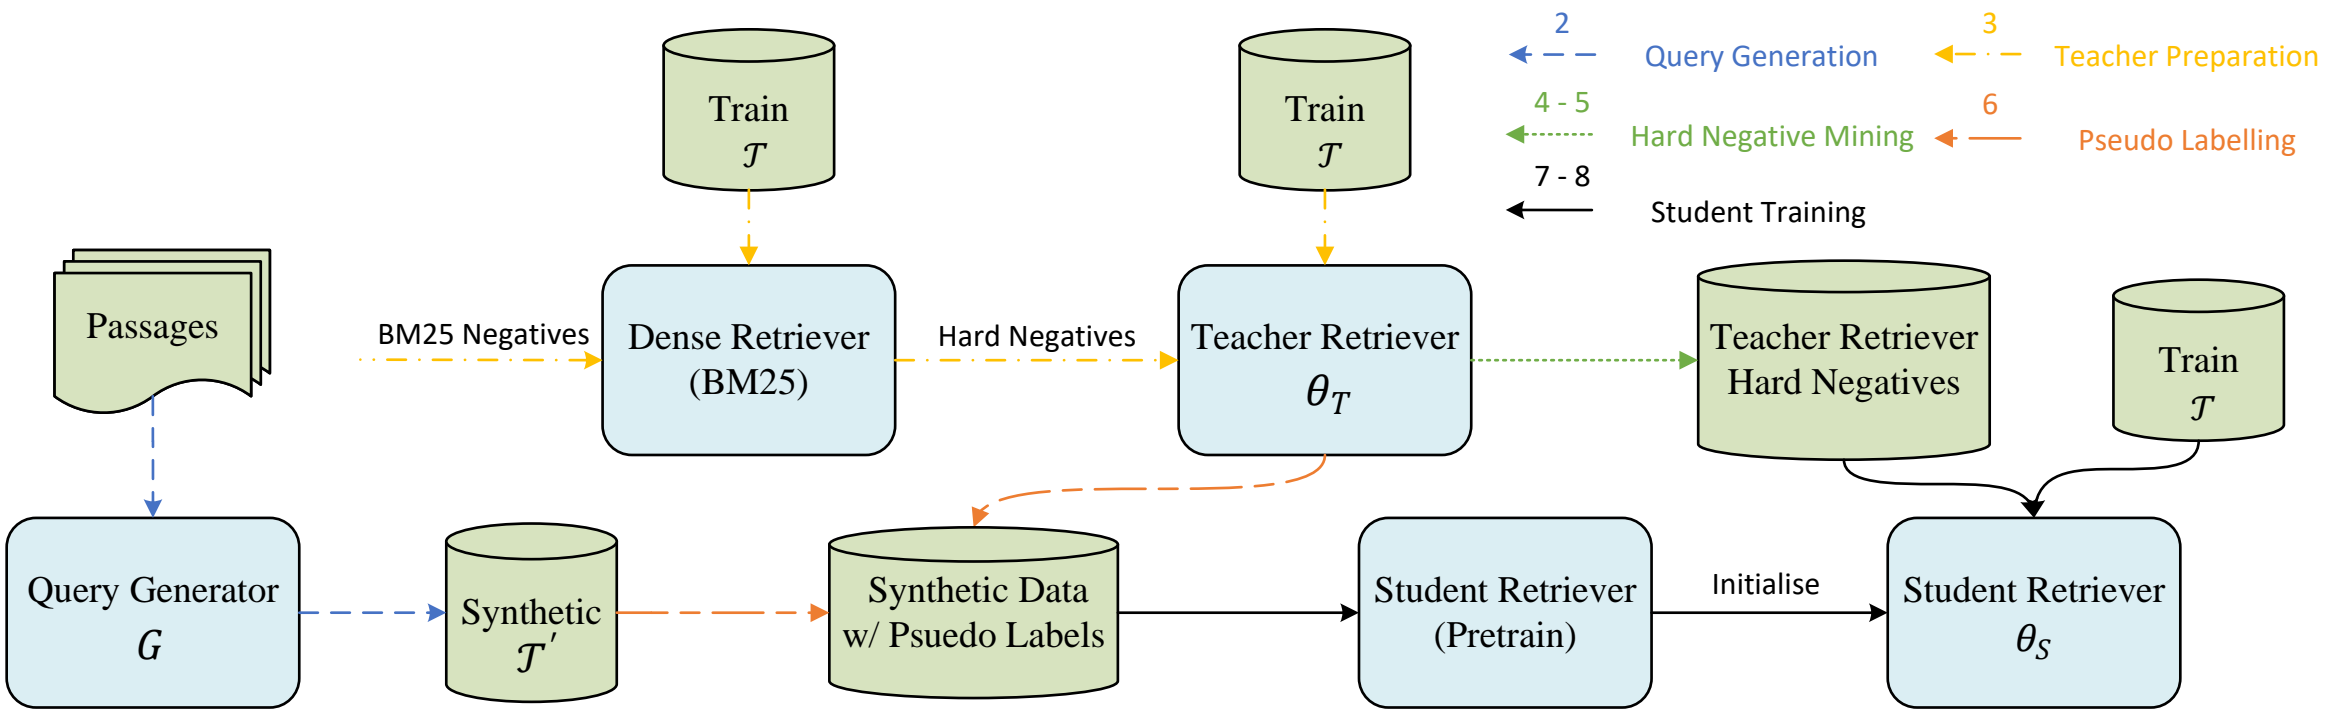 Train
𝒯
Train
𝒯
2
Query Generation
3
Teacher Preparation
4 - 5
Hard Negative Mining
6
Pseudo Labelling
7 - 8
Student Training
Passages
BM25 Negatives
Dense Retriever
(BM25)
Hard Negatives
Teacher Retriever
θ_T
Teacher Retriever
Hard Negatives
Train
𝒯
Query Generator
G
Synthetic
𝒯′
Synthetic Data
w/ Psuedo Labels
Student Retriever
(Pretrain)
Initialise
Student Retriever
θ_S